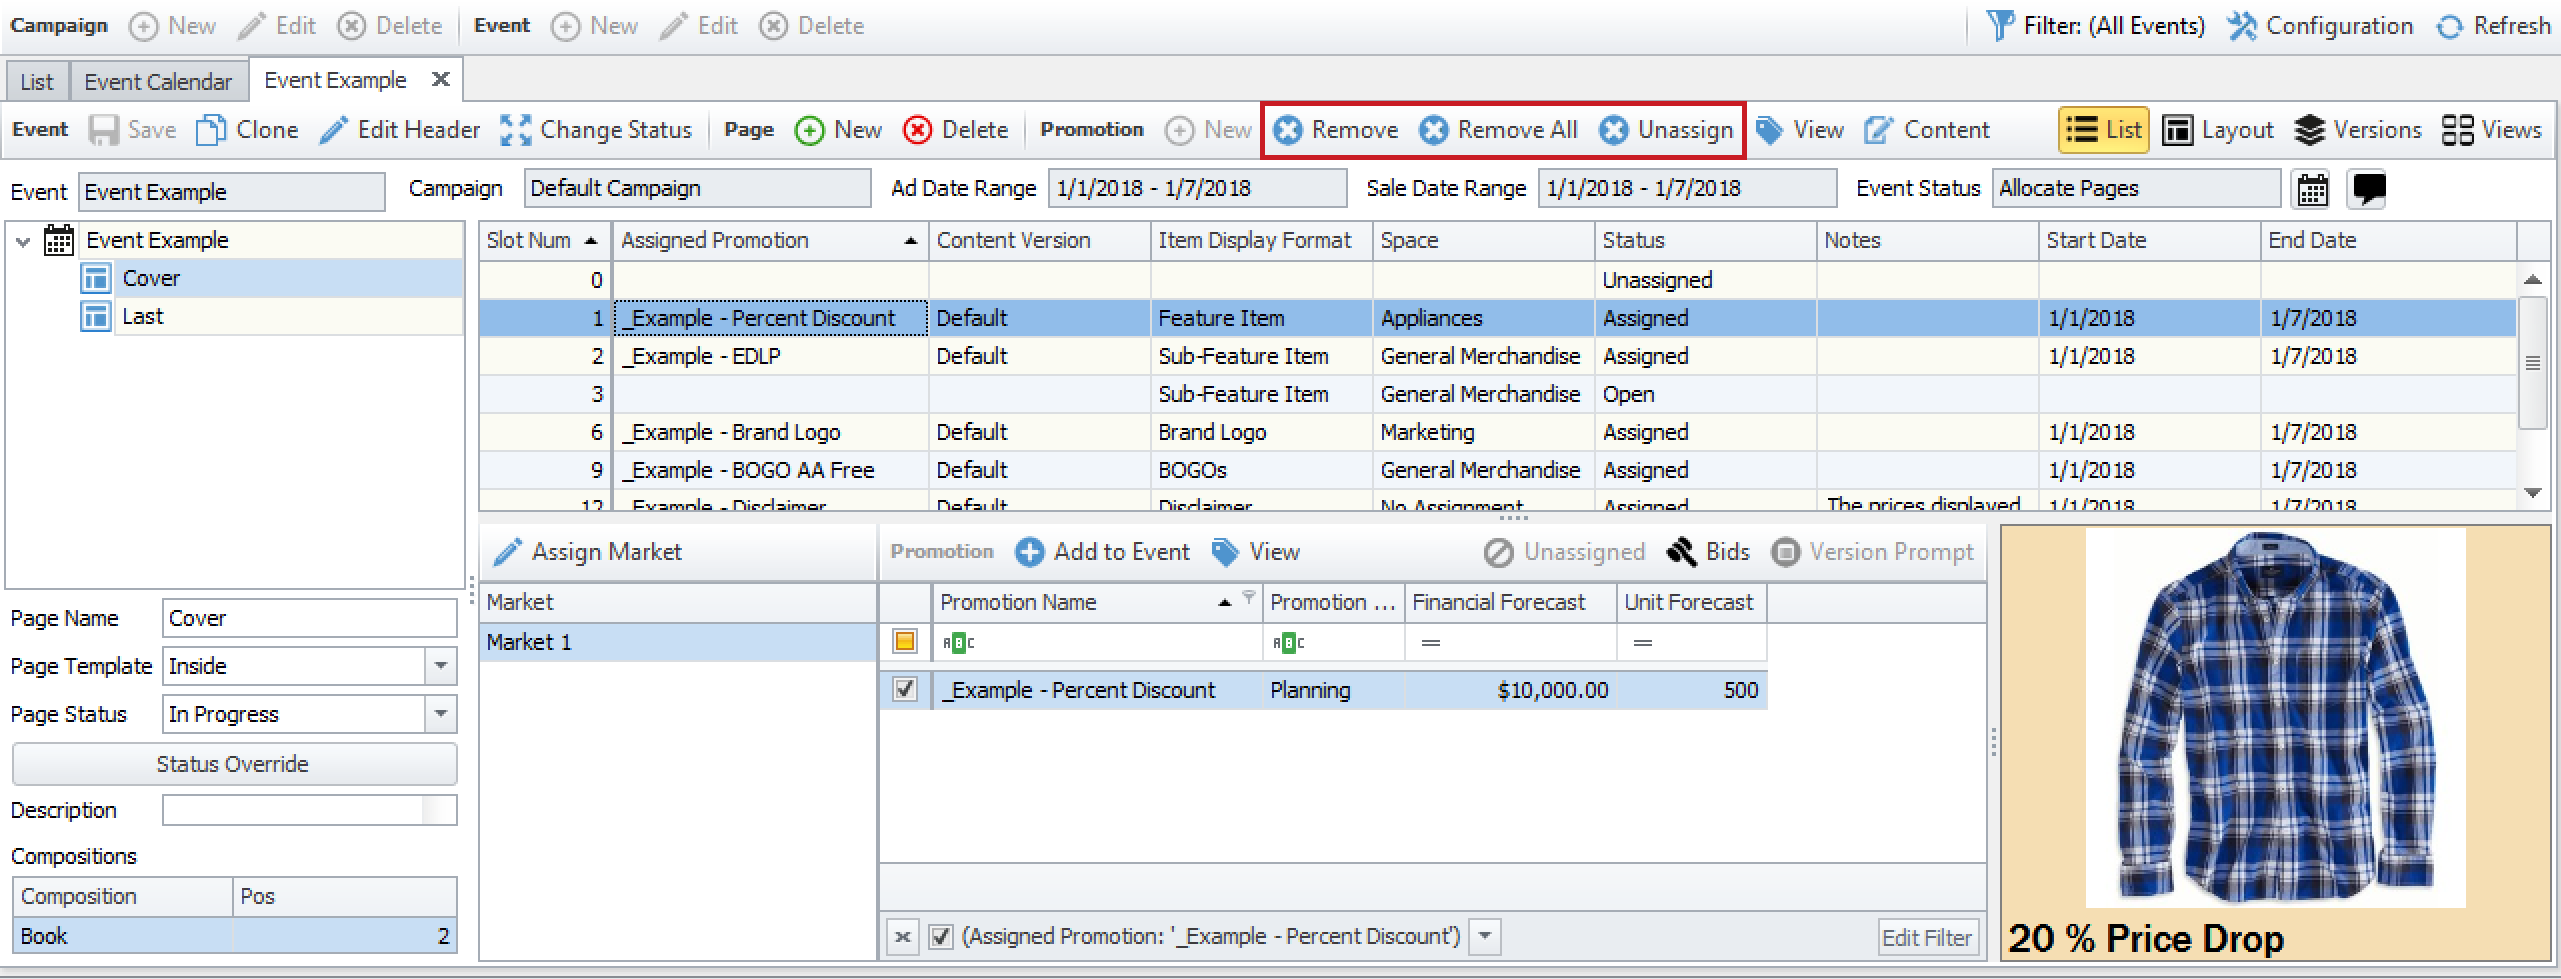 Campaign New Edit Delete Event New Edit Delete Filter: (All Events) Configuration Refresh
List Event Calendar Event Example
Event Save Clone Edit Header Change Status Page New Delete Promotion New Remove Remove All Unassign View Content List Layout Versions Views
Event Event Example Campaign Default Campaign Ad Date Range 1/1/2018 - 1/7/2018 Sale Date Range 1/1/2018 - 1/7/2018 Event Status Allocate Pages
Event Example
Cover
Last
Slot Num Assigned Promotion Content Version Item Display Format Space Status Notes Start Date End Date
0 Unassigned
1 _Example - Percent Discount Default Feature Item Appliances Assigned 1/1/2018 1/7/2018
2 _Example - EDLP Default Sub-Feature Item General Merchandise Assigned 1/1/2018 1/7/2018
3 Sub-Feature Item General Merchandise Open
6 _Example - Brand Logo Default Brand Logo Marketing Assigned 1/1/2018 1/7/2018
9 _Example - BOGO AA Free Default BOGOs General Merchandise Assigned 1/1/2018 1/7/2018
12 _Example - Disclaimer Default Disclaimer No Assignment Assigned The prices displayed 1/1/2018 1/7/2018
Page Name Cover
Page Template Inside
Page Status In Progress
Status Override
Description
Compositions
Composition Pos
Book 2
Assign Market
Market
Market 1
Promotion Add to Event View Unassigned Bids Version Prompt
Promotion Name Promotion ... Financial Forecast Unit Forecast
ABC ABC = =
_Example - Percent Discount Planning $10,000.00 500
(Assigned Promotion: '_Example - Percent Discount') Edit Filter
20 % Price Drop